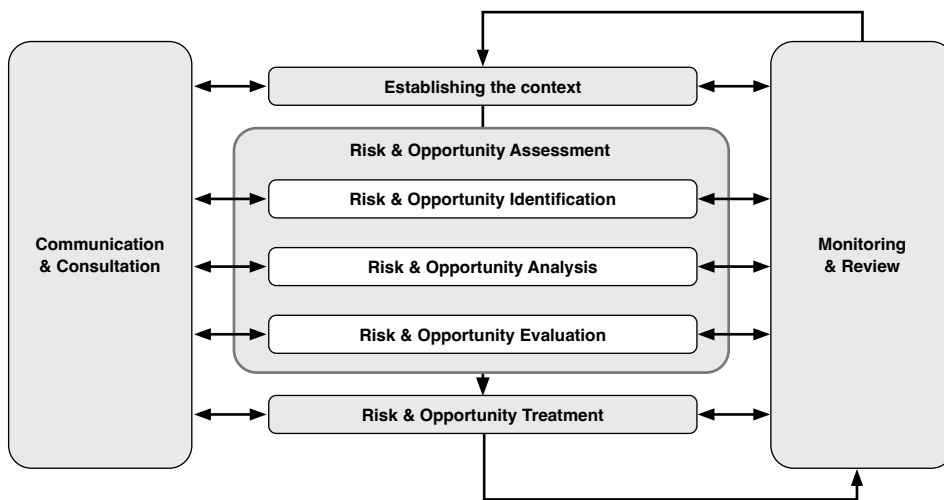 Establishing the context
Risk & Opportunity Assessment
Risk & Opportunity Identification
Communication
& Consultation
Risk & Opportunity Analysis
Monitoring
& Review
Risk & Opportunity Evaluation
Risk & Opportunity Treatment